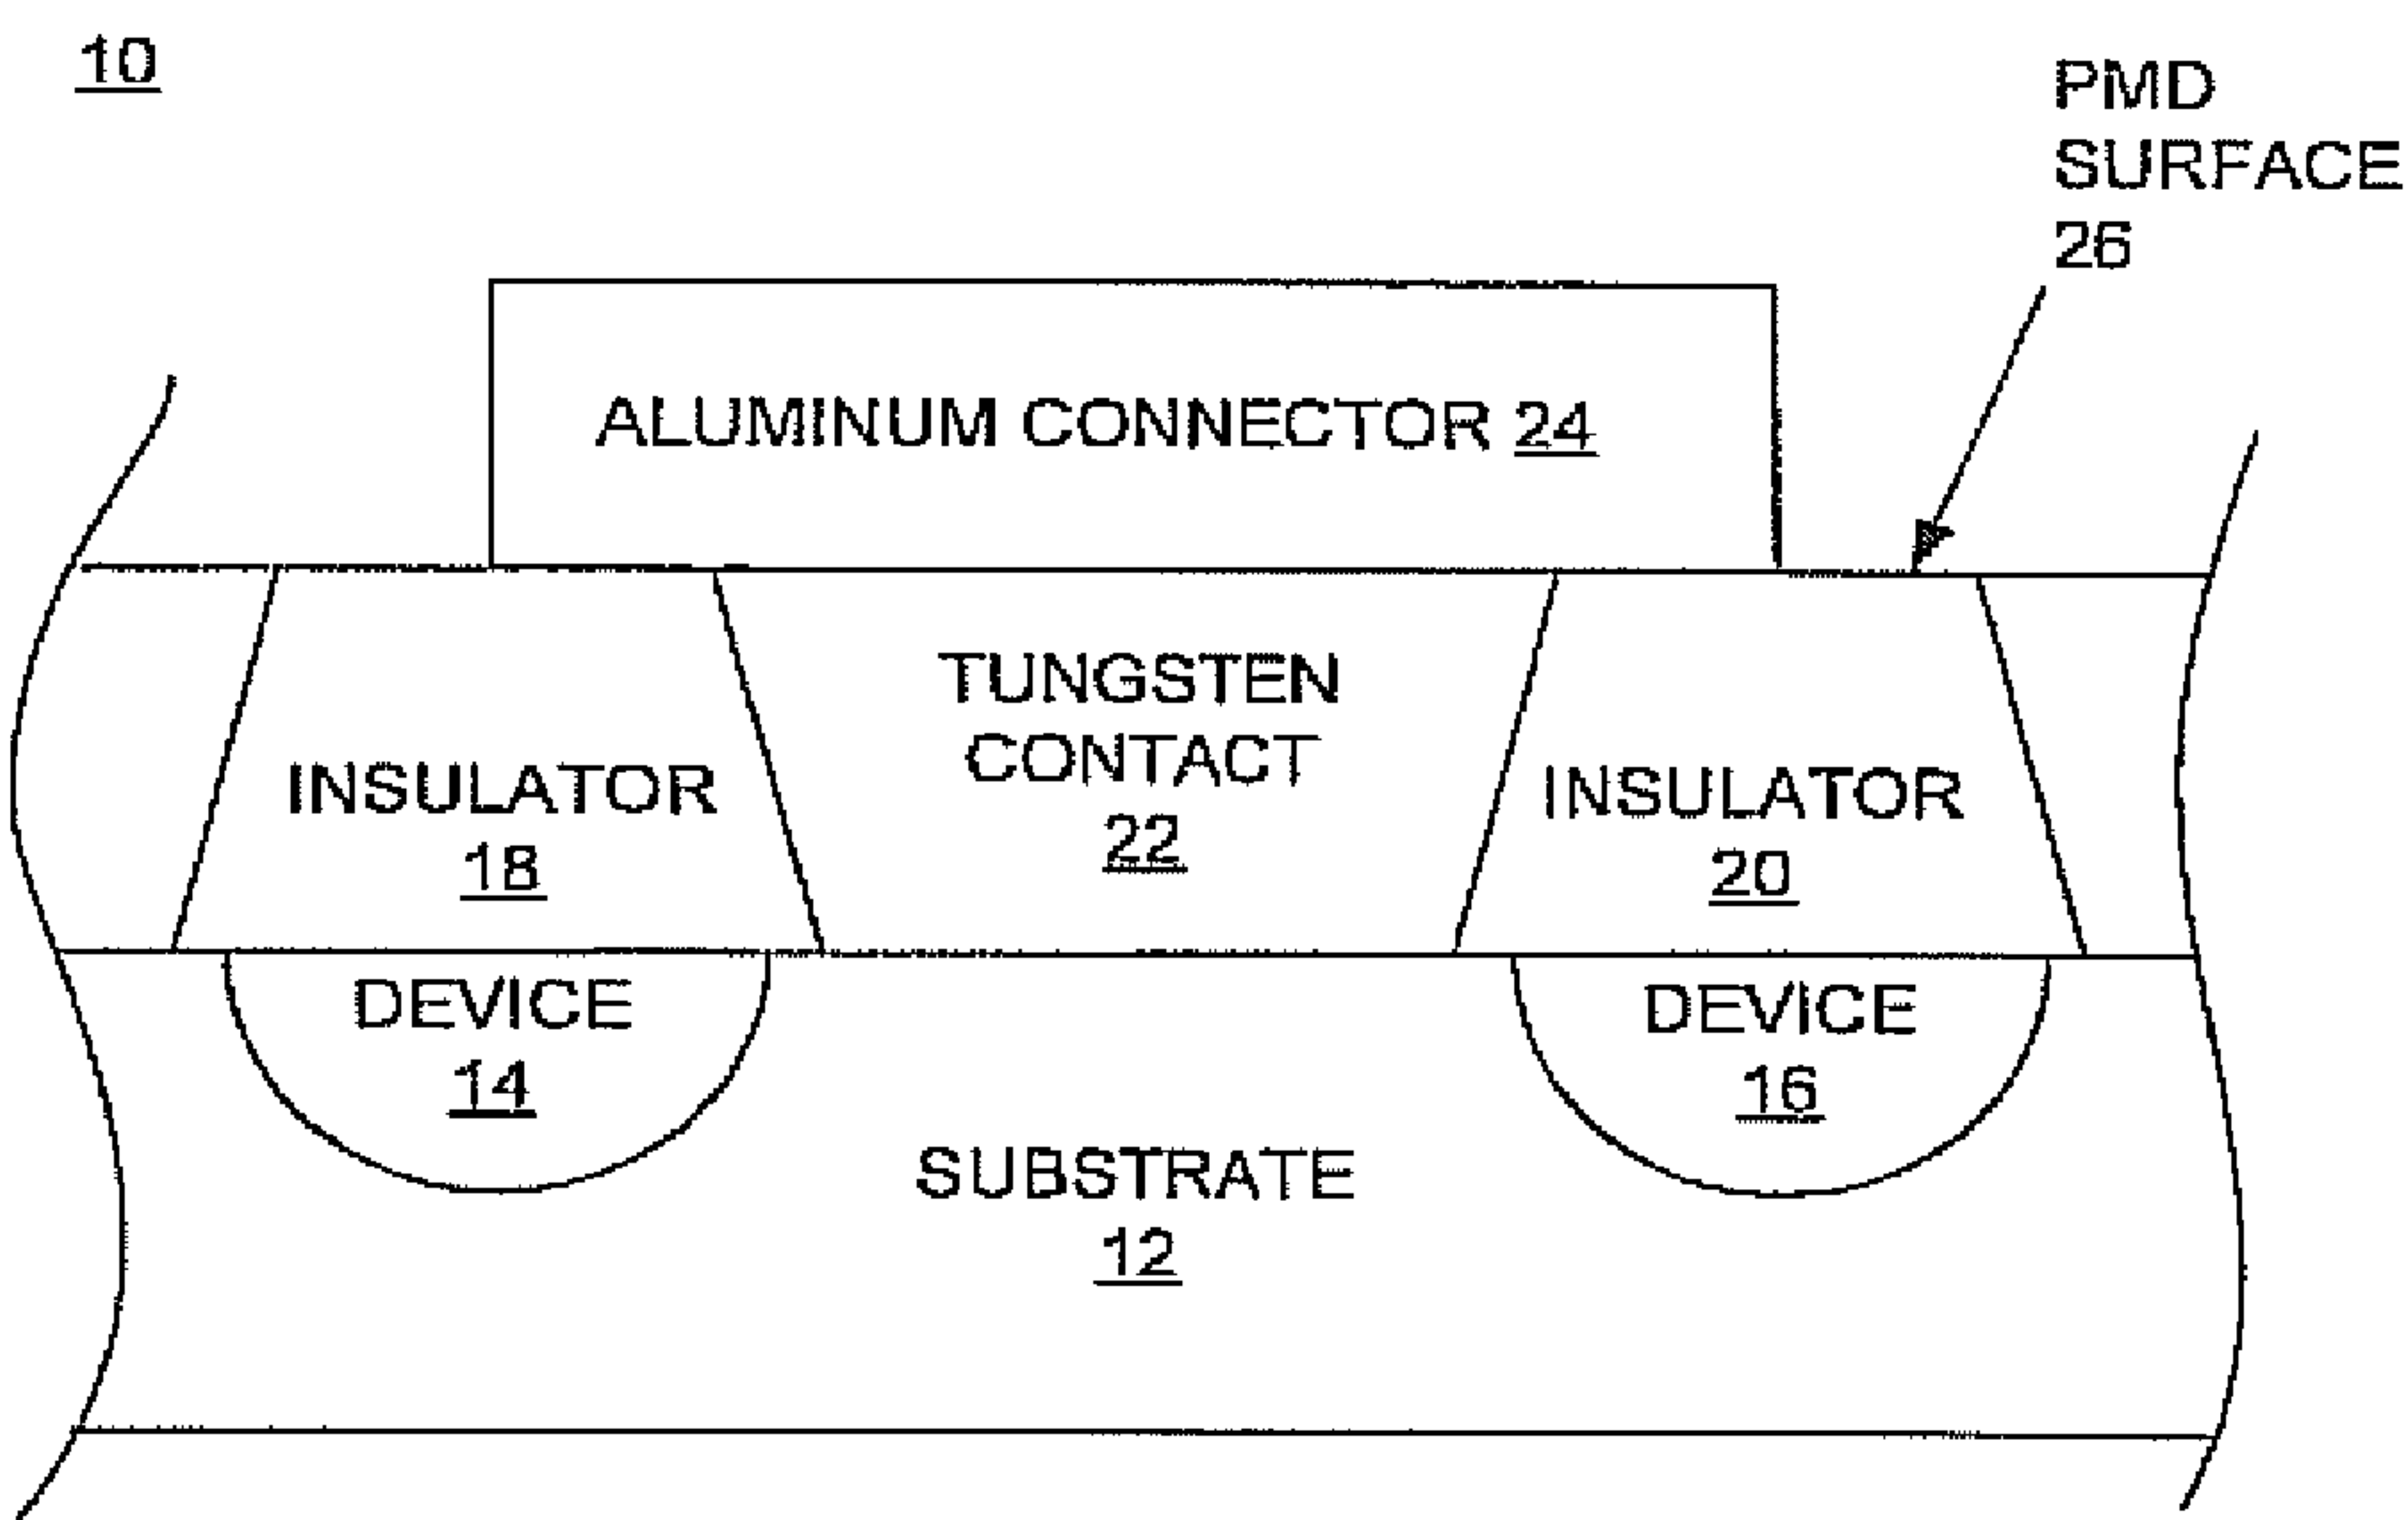 10
PMD
SURFACE
26
ALUMINUM CONNECTOR 24
TUNGSTEN
CONTACT
22
INSULATOR
18
INSULATOR
20
DEVICE
14
DEVICE
16
SUBSTRATE
12